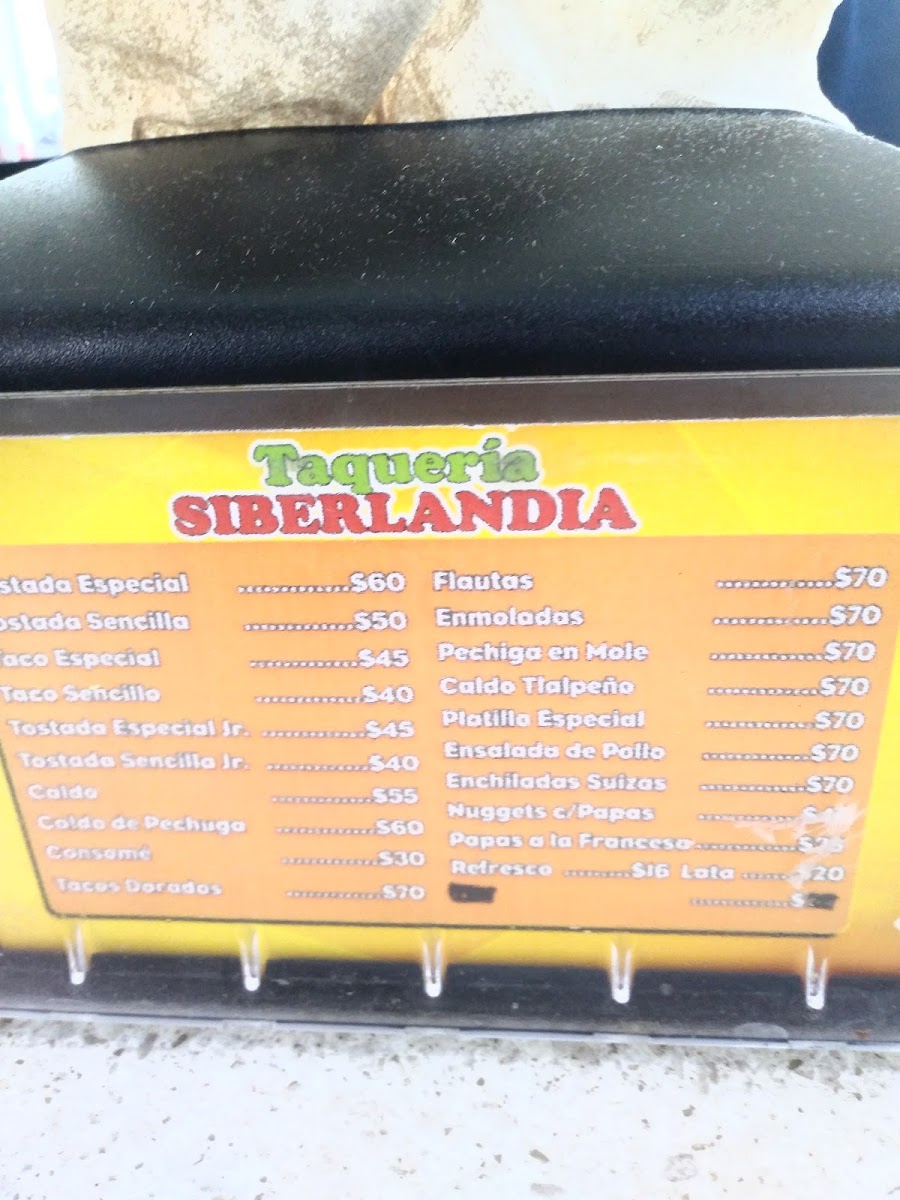 Taquería
SIBERLANDIA
stada Especial ............$60
ostada Sencilla ............$50
Taco Especial ............$45
Taco Sencillo ............$40
Tostada Especial Jr. ............$45
Tostada Sencilla Jr. ............$40
Caldo ............$55
Caldo de Pechuga ............$60
Consomé ............$30
Tacos Dorados ............$70
Flautas ............$70
Enmoladas ............$70
Pechiga en Mole ............$70
Caldo Tlalpeño ............$70
Platillo Especial ............$70
Ensalada de Pollo ............$70
Enchiladas Suizas ............$70
Nuggets c/Papas
Papas a la Francesa
Refresco ........$16 Lata ........$20